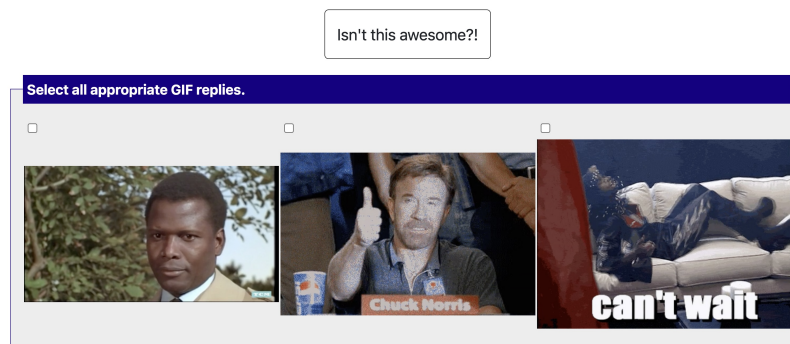 Isn't this awesome?!
Select all appropriate GIF replies.
Chuck Norris
can't wait